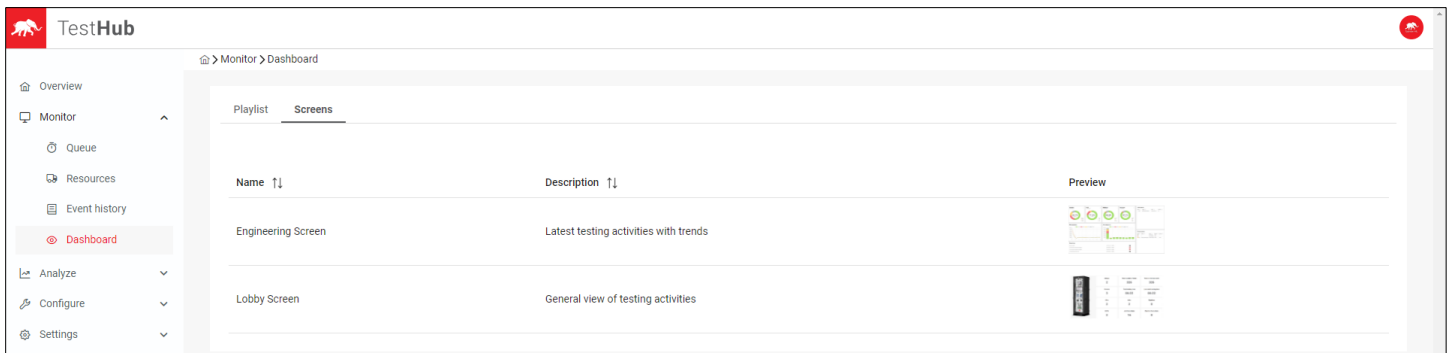 TestHub
Monitor Dashboard
Overview
Monitor
Queue
Resources
Event history
Dashboard
Analyze
Configure
Settings
Playlist Screens
Name Description Preview
Engineering Screen Latest testing activities with trends
Lobby Screen General view of testing activities